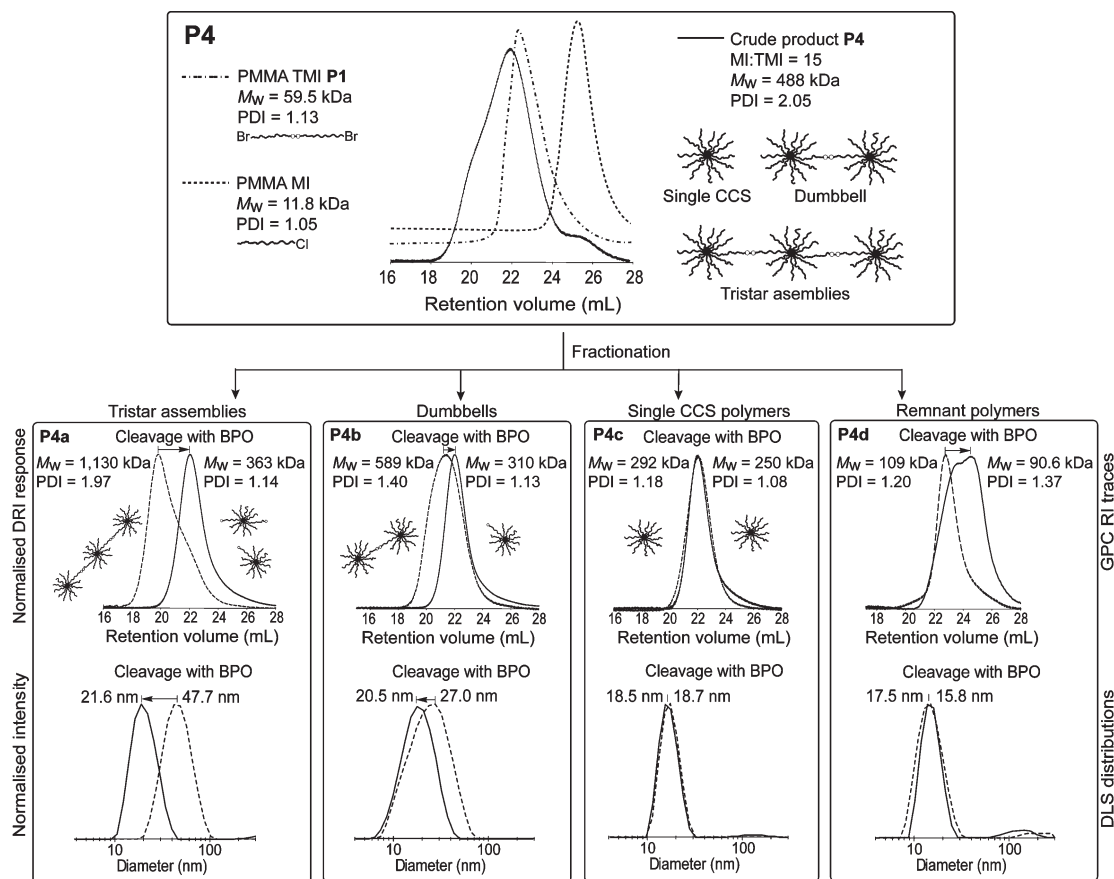 P4
PMMA TMI P1
Mw = 59.5 kDa
PDI = 1.13
Br Br
PMMA MI
Mw = 11.8 kDa
PDI = 1.05
Cl
16 20 22 24 26 28
Retention volume (mL)
Crude product P4
MI:TMI = 15
Mw = 488 kDa
PDI = 2.05
Single CCS Dumbbell
Tristar asemblies
Fractionation
Tristar assemblies
Dumbbells
Single CCS polymers
Remnant polymers
Normalised DRI response
GPC RI traces
P4a Cleavage with BPO
Mw = 1,130 kDa
PDI = 1.97
Mw = 363 kDa
PDI = 1.14
16 18 20 22 24 26 28
Retention volume (mL)
P4b Cleavage with BPO
Mw = 589 kDa
PDI = 1.40
Mw = 310 kDa
PDI = 1.13
16 18 20 22 24 26 28
Retention volume (mL)
P4c Cleavage with BPO
Mw = 292 kDa
PDI = 1.18
Mw = 250 kDa
PDI = 1.08
16 18 20 22 24 26 28
Retention volume (mL)
P4d Cleavage with BPO
Mw = 109 kDa
PDI = 1.20
Mw = 90.6 kDa
PDI = 1.37
18 20 22 24 26 28
Retention volume (mL)
Normalised intensity
DLS distributions
Cleavage with BPO
21.6 nm 47.7 nm
10 100
Diameter (nm)
Cleavage with BPO
20.5 nm 27.0 nm
10 100
Diameter (nm)
Cleavage with BPO
18.5 nm 18.7 nm
10 100
Diameter (nm)
Cleavage with BPO
17.5 nm 15.8 nm
10 100
Diameter (nm)